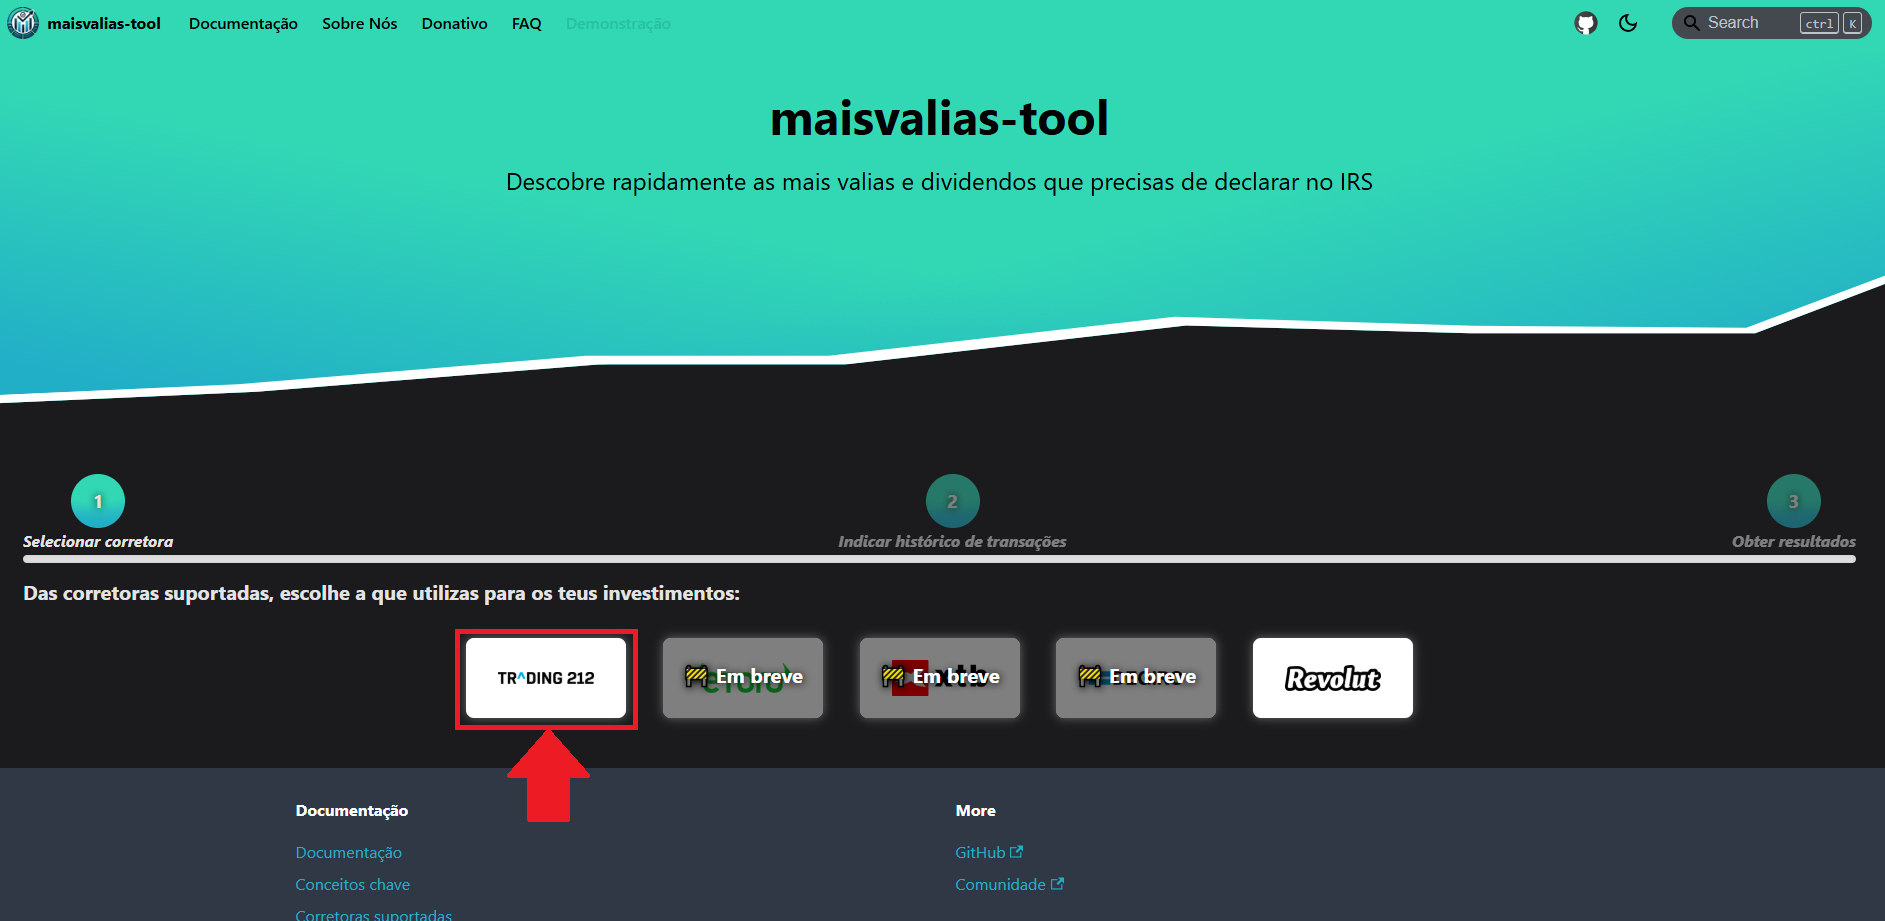 maisvalias-tool Documentação Sobre Nós Donativo FAQ Demonstração Search ctrl K
maisvalias-tool
Descobre rapidamente as mais valias e dividendos que precisas de declarar no IRS
1 2 3
Selecionar corretora Indicar histórico de transações Obter resultados
Das corretoras suportadas, escolhe a que utilizas para os teus investimentos:
TRADING 212 Em breve eToro Em breve xtb Em breve Revolut
Documentação More
Documentação GitHub
Conceitos chave Comunidade
Corretoras suportadas